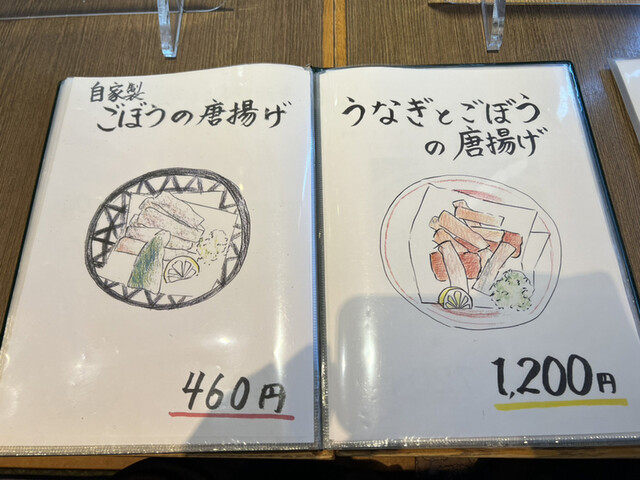 自家製
ごぼうの唐揚げ
460円
うなぎとごぼう
の唐揚げ
1,200円